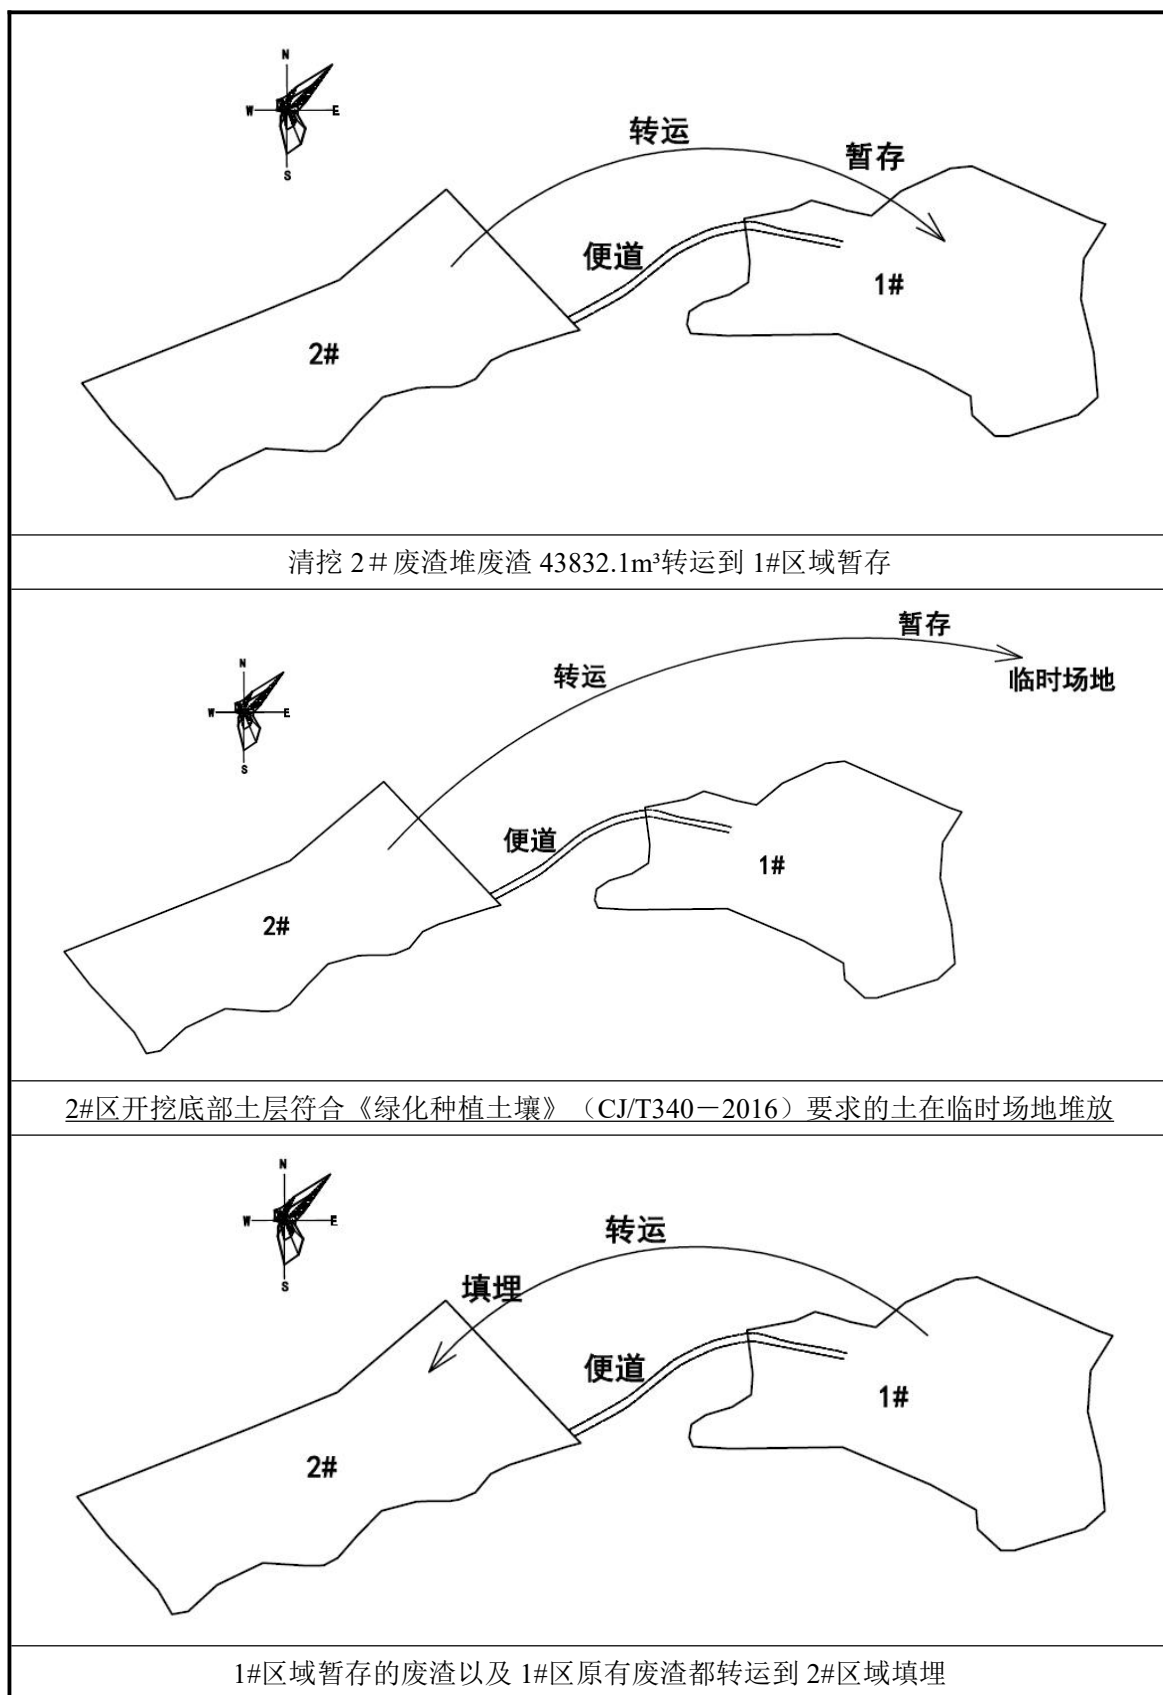 N
W E
S
转运
暂存
便道
1#
2#
清挖 2＃废渣堆废渣 43832.1m³转运到 1#区域暂存
暂存
N
转运
临时场地
W E
S
便道
1#
2#
2#区开挖底部土层符合《绿化种植土壤》（CJ/T340－2016）要求的土在临时场地堆放
N
W E
转运
S
填埋
便道
1#
2#
1#区域暂存的废渣以及 1#区原有废渣都转运到 2#区域填埋